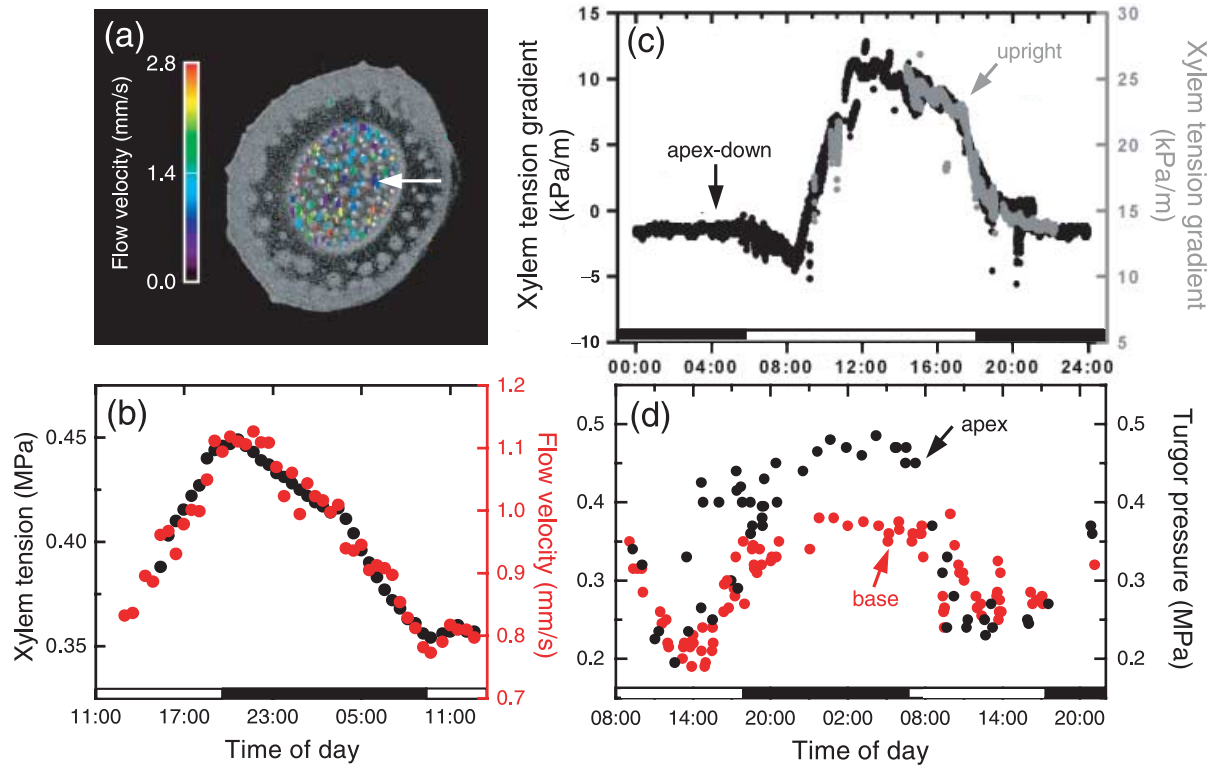 (a)
Flow velocity (mm/s)
2.8
1.4
0.0
(c)
Xylem tension gradient
(kPa/m)
15
10
5
0
–5
–10
apex-down
upright
30
25
20
15
10
5
Xylem tension gradient
(kPa/m)
00:00 04:00 08:00 12:00 16:00 20:00 24:00
(b)
Xylem tension (MPa)
0.45
0.40
0.35
1.2
1.1
1.0
0.9
0.8
0.7
Flow velocity (mm/s)
11:00 17:00 23:00 05:00 11:00
Time of day
(d)
0.5
0.4
0.3
0.2
apex
base
0.5
0.4
0.3
0.2
Turgor pressure (MPa)
08:00 14:00 20:00 02:00 08:00 14:00 20:00
Time of day